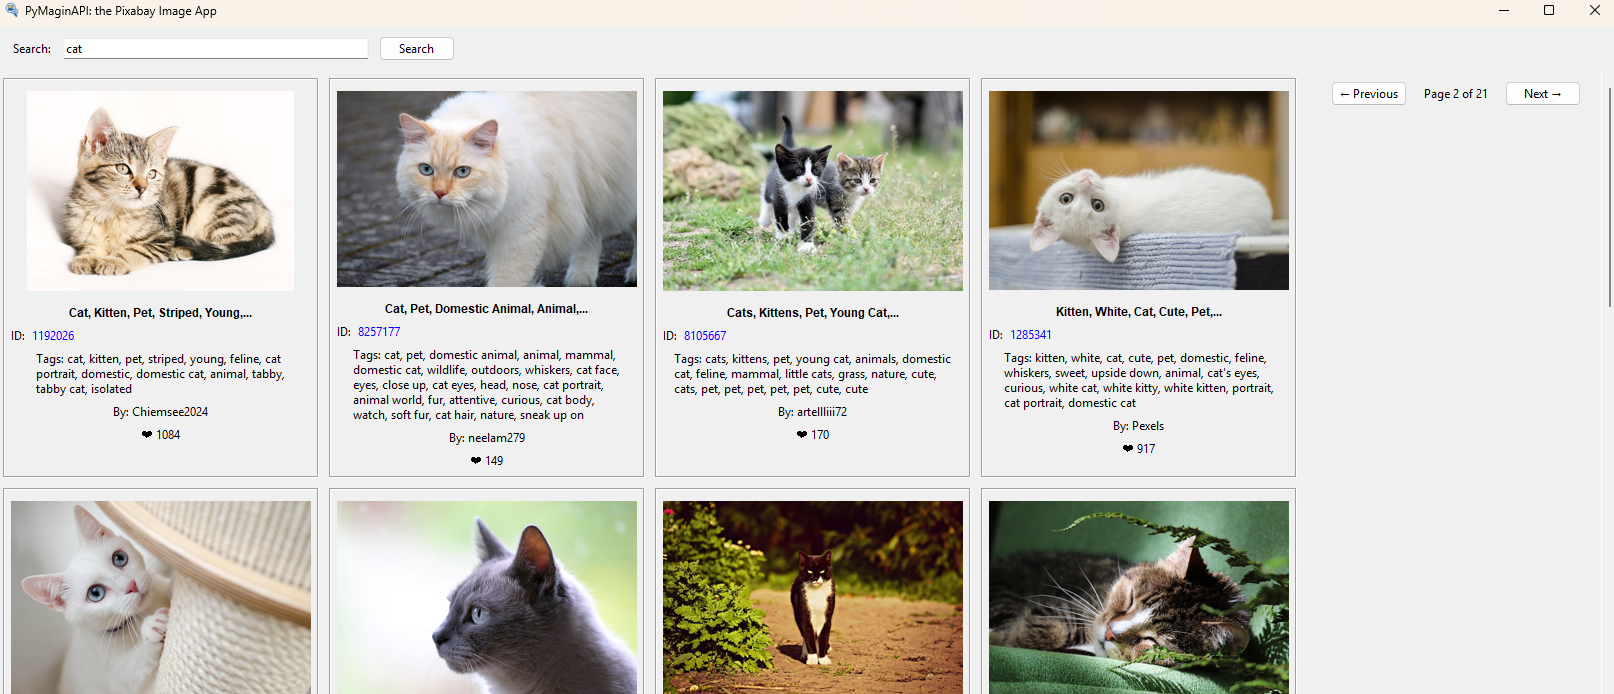 PyMaginAPI: the Pixabay Image App
Search: cat Search
← Previous Page 2 of 21 Next →
Cat, Kitten, Pet, Striped, Young,...
ID: 1192026
Tags: cat, kitten, pet, striped, young, feline, cat
portrait, domestic, domestic cat, animal, tabby,
tabby cat, isolated
By: Chiemsee2024
❤ 1084
Cat, Pet, Domestic Animal, Animal,...
ID: 8257177
Tags: cat, pet, domestic animal, animal, mammal,
domestic cat, wildlife, outdoors, whiskers, cat face,
eyes, close up, cat eyes, head, nose, cat portrait,
animal world, fur, attentive, curious, cat body,
watch, soft fur, cat hair, nature, sneak up on
By: neelam279
❤ 149
Cats, Kittens, Pet, Young Cat,...
ID: 8105667
Tags: cats, kittens, pet, young cat, animals, domestic
cat, feline, mammal, little cats, grass, nature, cute,
cats, pet, pet, pet, pet, pet, cute, cute
By: artellliii72
❤ 170
Kitten, White, Cat, Cute, Pet,...
ID: 1285341
Tags: kitten, white, cat, cute, pet, domestic, feline,
whiskers, sweet, upside down, animal, cat's eyes,
curious, white cat, white kitty, white kitten, portrait,
cat portrait, domestic cat
By: Pexels
❤ 917